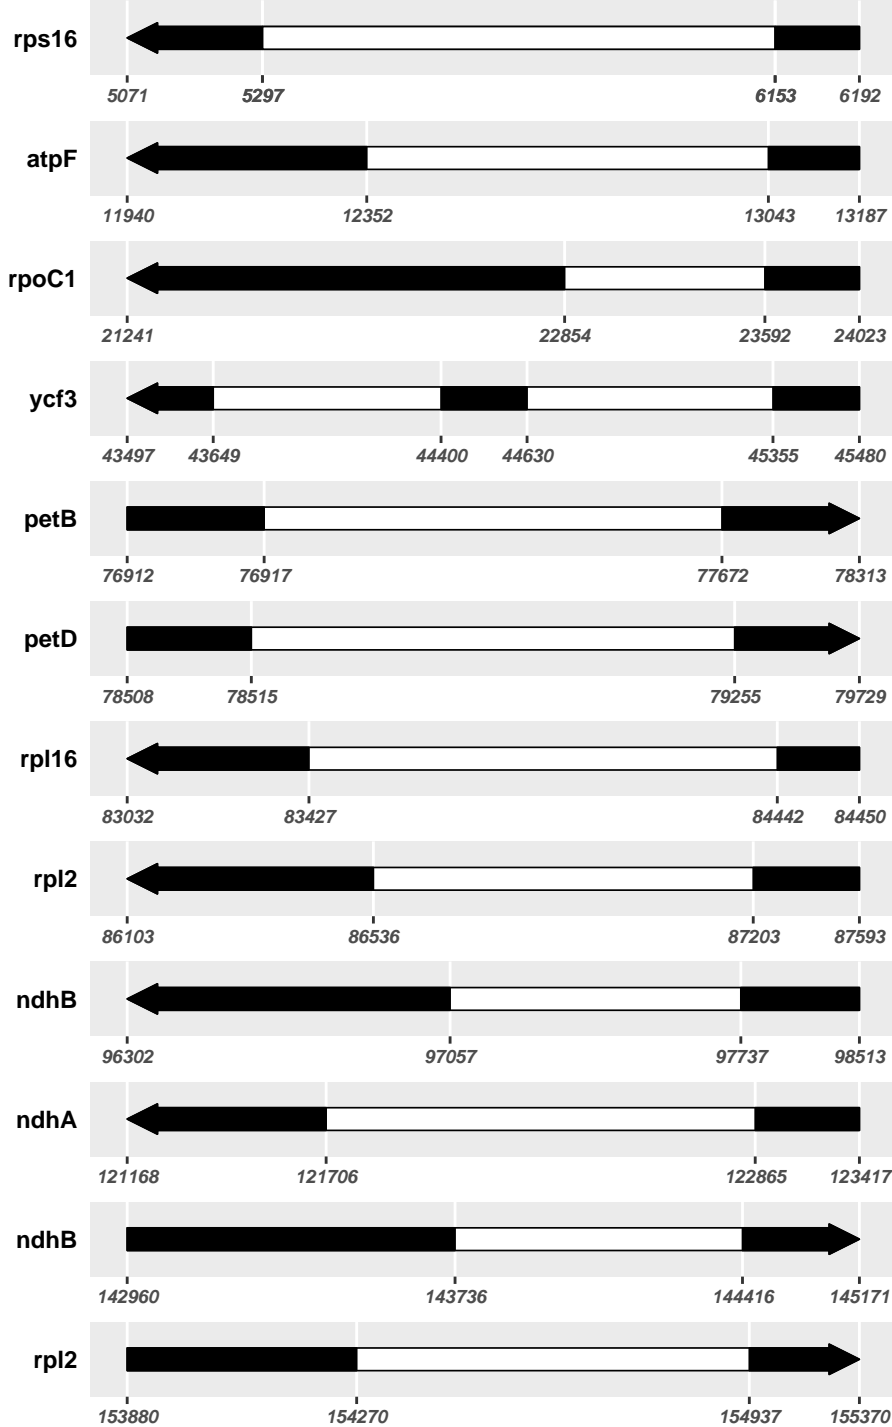 rps16
5071 5297 6153 6192
atpF
11940 12352 13043 13187
rpoC1
21241 22854 23592 24023
ycf3
43497 43649 44400 44630 45355 45480
petB
76912 76917 77672 78313
petD
78508 78515 79255 79729
rpl16
83032 83427 84442 84450
rpl2
86103 86536 87203 87593
ndhB
96302 97057 97737 98513
ndhA
121168 121706 122865 123417
ndhB
142960 143736 144416 145171
rpl2
153880 154270 154937 155370